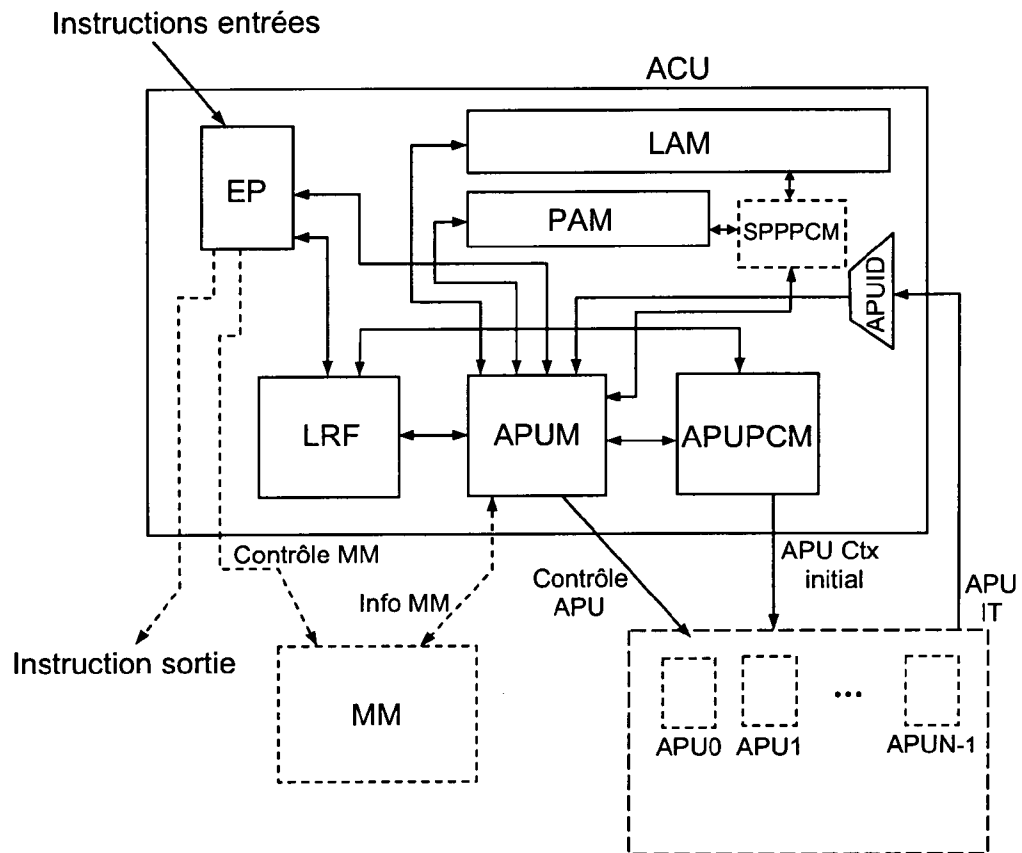 Instructions entrées
ACU
LAM
EP
PAM
SPPPCM
APUID
LRF
APUM
APUPCM
Contrôle MM
Info MM
Contrôle
APU
APU Ctx
initial
APU
IT
Instruction sortie
MM
...
APU0
APU1
APUN-1